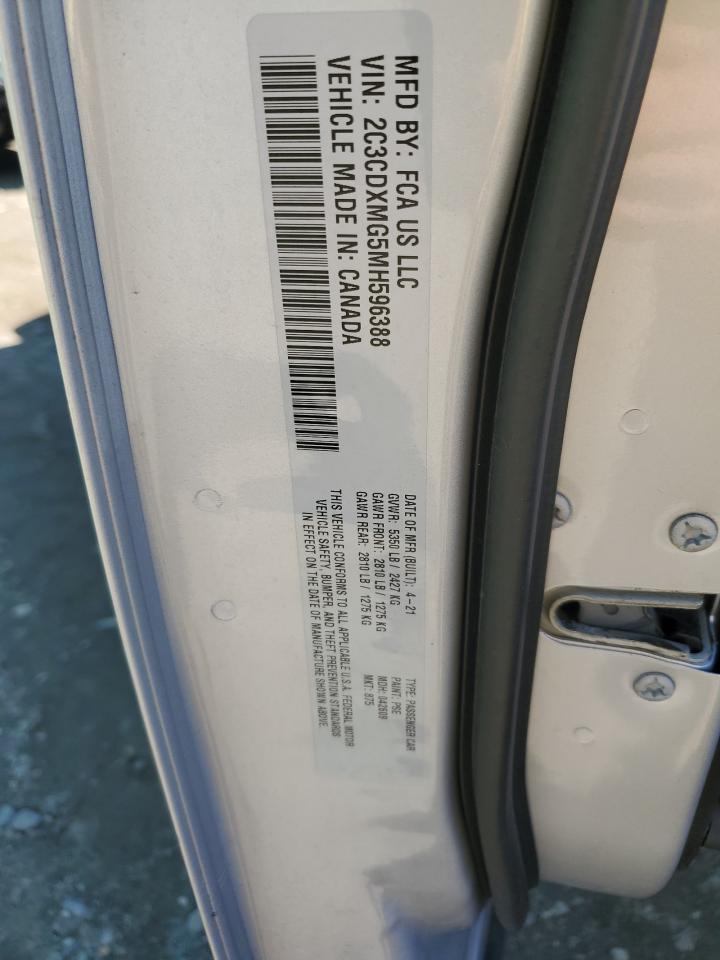 MFD BY: FCA US LLC
VIN: 2C3CDXMG5MH596388
VEHICLE MADE IN: CANADA
DATE OF MFR (BUILT): 4-21
GVWR: 5350 LB / 2427 KG
GAWR FRONT: 2810 LB / 1275 KG
GAWR REAR: 2810 LB / 1275 KG
THIS VEHICLE CONFORMS TO ALL APPLICABLE U.S.A. FEDERAL MOTOR
VEHICLE SAFETY, BUMPER, AND THEFT PREVENTION STANDARDS
IN EFFECT ON THE DATE OF MANUFACTURE SHOWN ABOVE.
TYPE: PASSENGER CAR
PAINT: PSE
MDH: 042609
MKT: 875